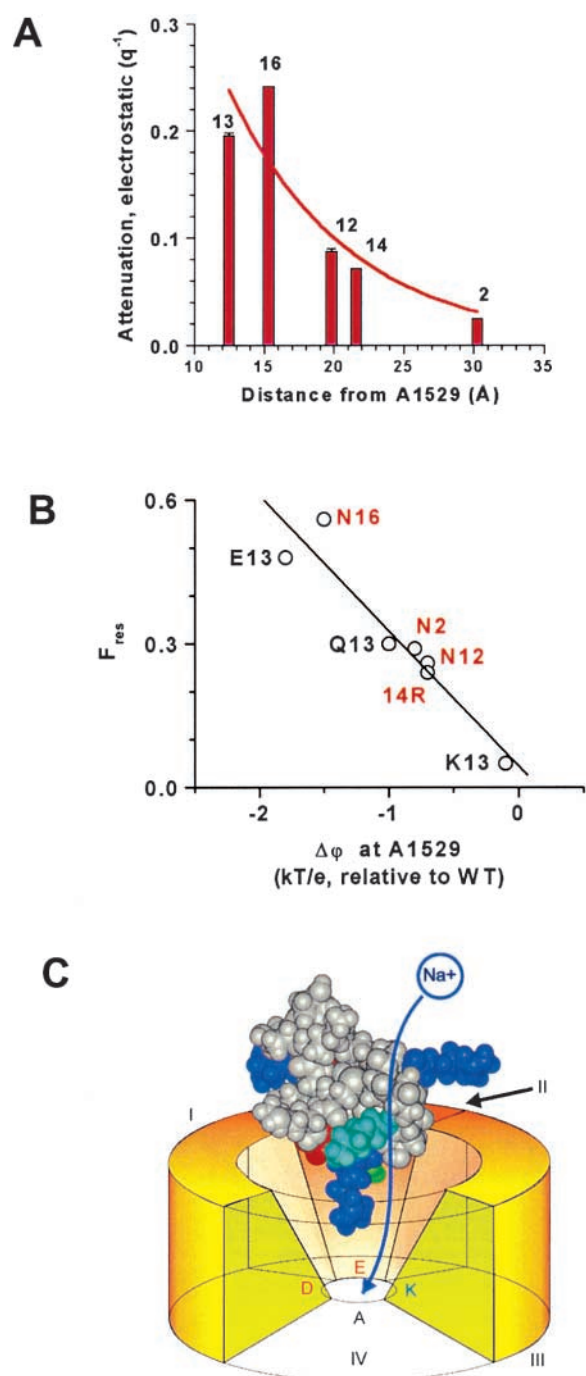 A
Attenuation, electrostatic (q⁻¹)
0.3
0.2
0.1
0.0
13
16
12
14
2
10 15 20 25 30 35
Distance from A1529 (Å)
B
Fres
0.6
0.3
0.0
E13
N16
Q13
N2
N12
14R
K13
-2 -1 0
Δφ at A1529
(kT/e, relative to WT)
C
Na+
I
II
E
D
K
A
IV
III